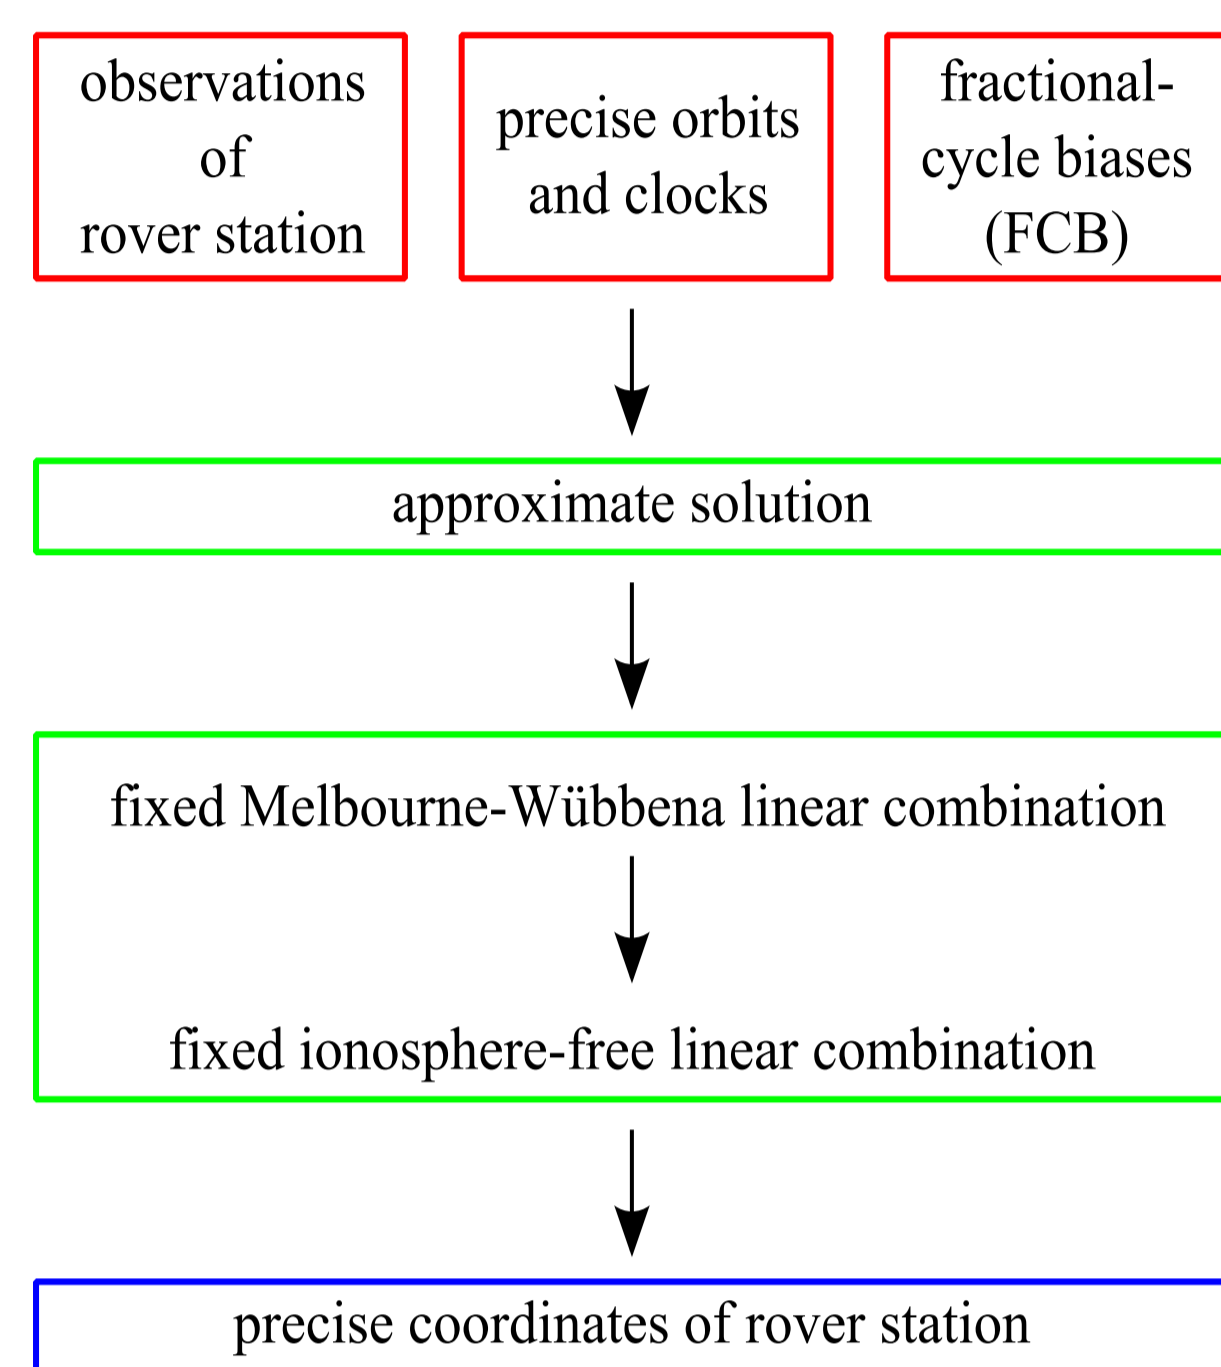 observations
of
rover station
precise orbits
and clocks
fractional-
cycle biases
(FCB)
approximate solution
fixed Melbourne-Wübbena linear combination
fixed ionosphere-free linear combination
precise coordinates of rover station